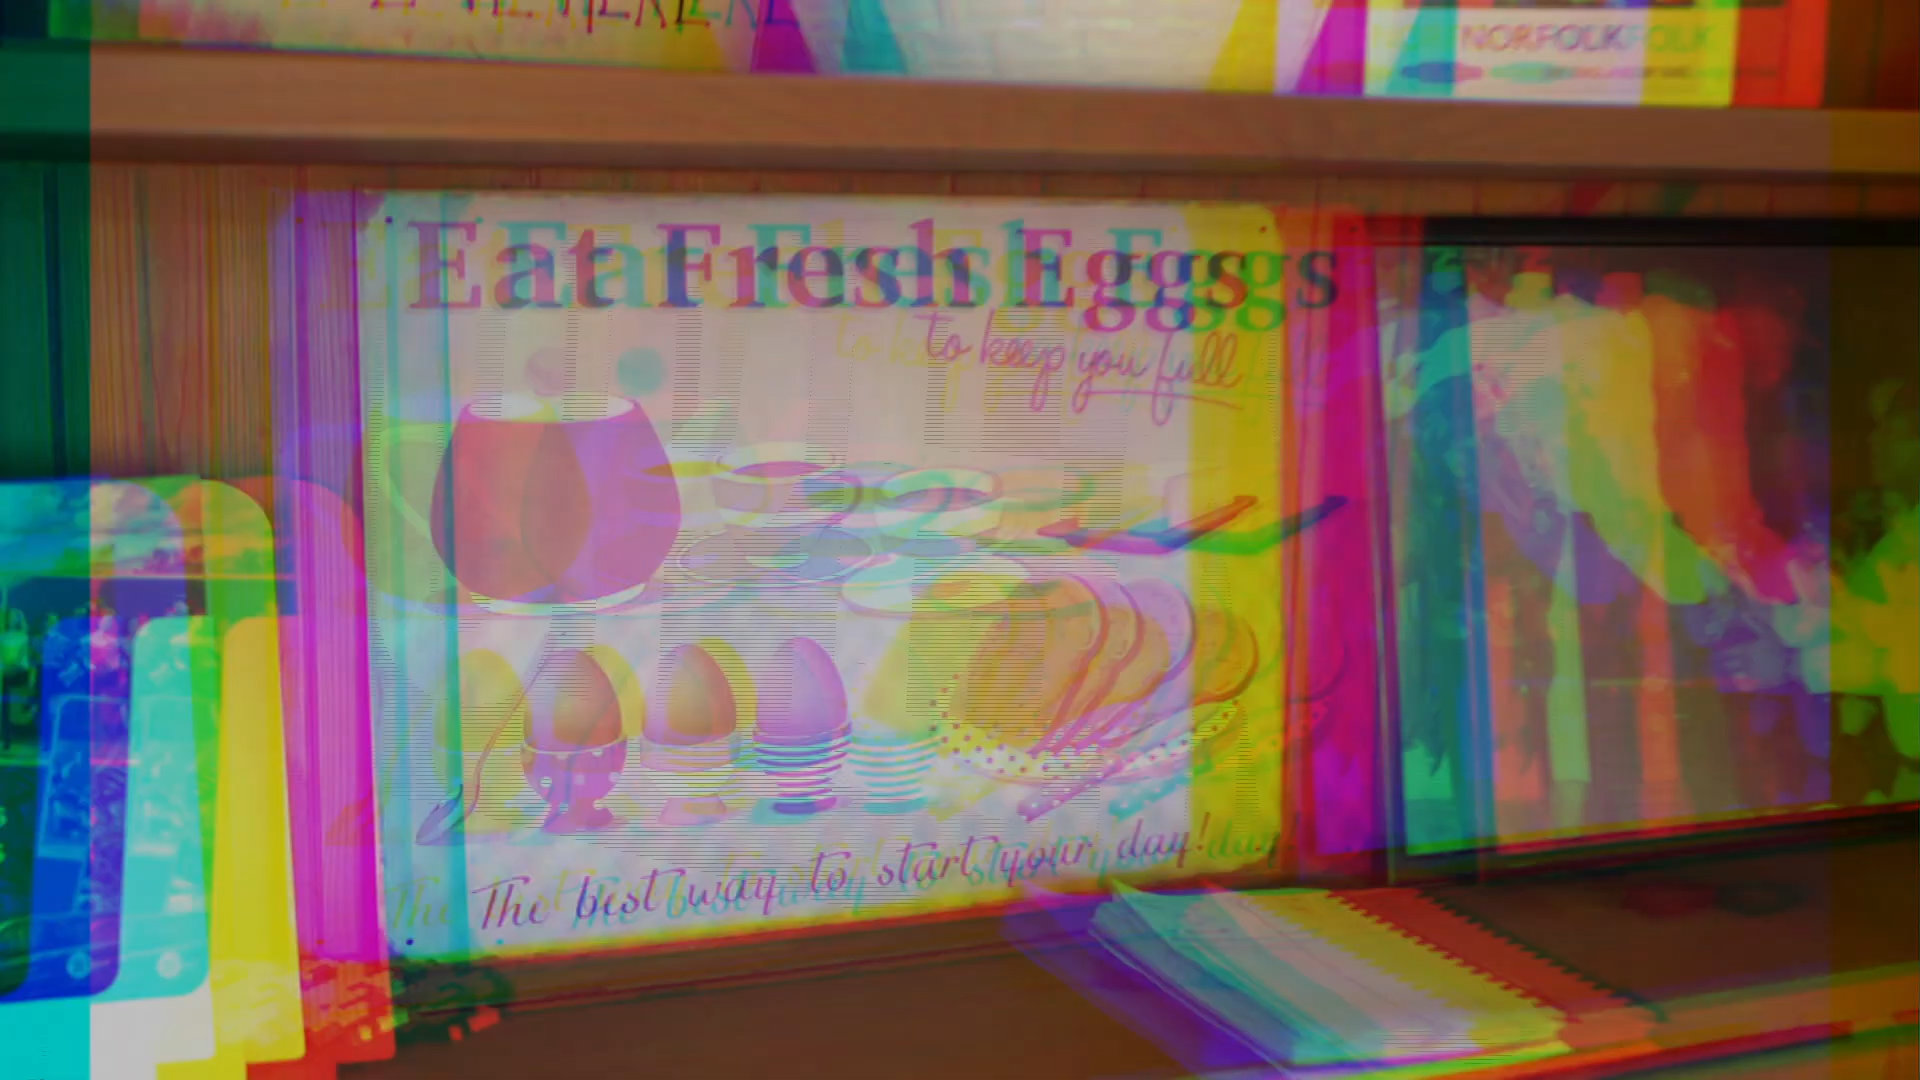 NORFOLK
Eat Fresh Eggs
to keep you full
The best way to start your day!